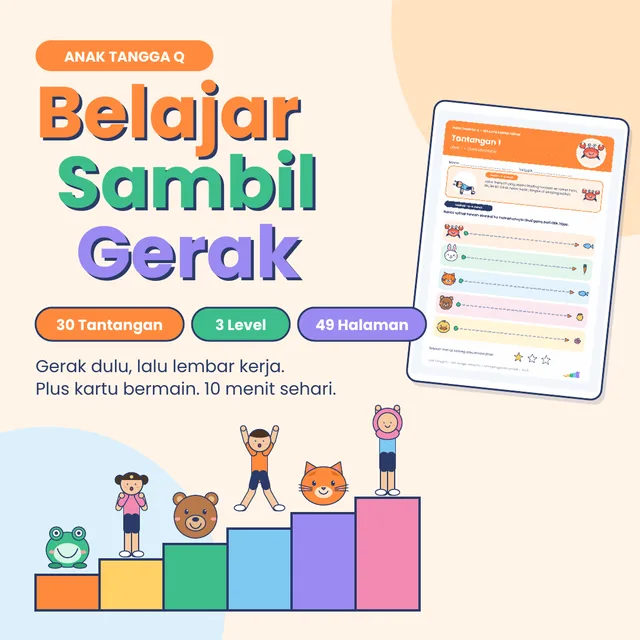 ANAK TANGGA Q
Belajar
Sambil
Gerak
30 Tantangan
3 Level
49 Halaman
Gerak dulu, lalu lembar kerja.
Plus kartu bermain. 10 menit sehari.
Tantangan 1